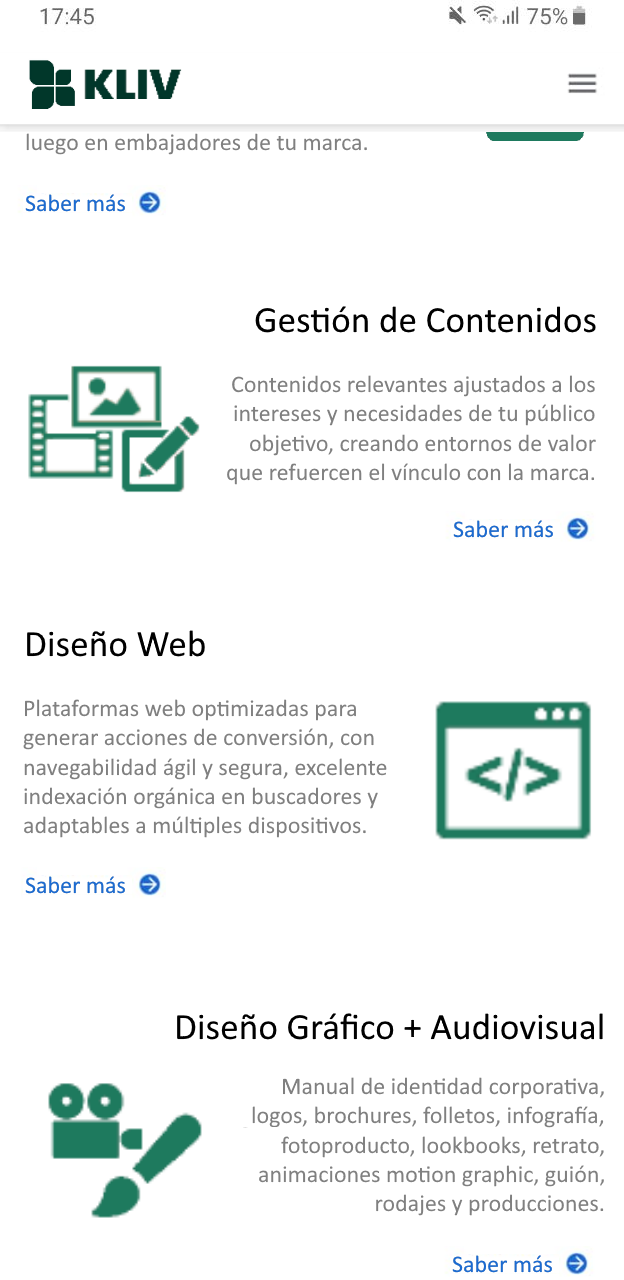 17:45
75%
KLIV
luego en embajadores de tu marca.
Saber más
Gestión de Contenidos
Contenidos relevantes ajustados a los
intereses y necesidades de tu público
objetivo, creando entornos de valor
que refuercen el vínculo con la marca.
Saber más
Diseño Web
Plataformas web optimizadas para
generar acciones de conversión, con
navegabilidad ágil y segura, excelente
indexación orgánica en buscadores y
adaptables a múltiples dispositivos.
</>
Saber más
Diseño Gráfico + Audiovisual
Manual de identidad corporativa,
logos, brochures, folletos, infografía,
fotoproducto, lookbooks, retrato,
animaciones motion graphic, guión,
rodajes y producciones.
Saber más